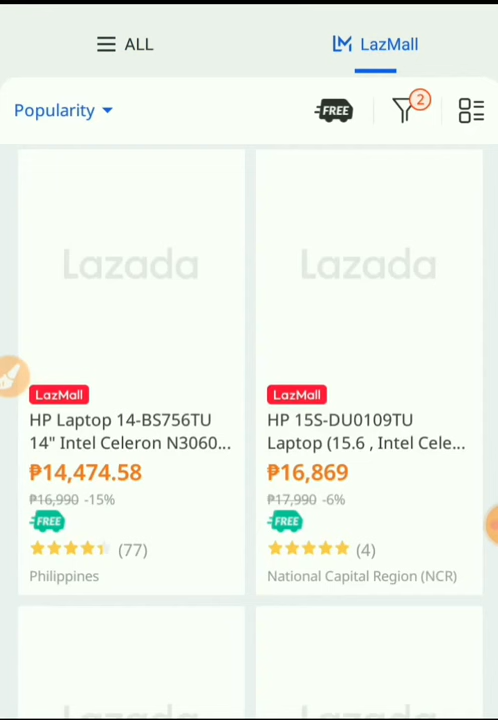 ALL
LazMall
Popularity
FREE
2
Lazada
Lazada
LazMall
HP Laptop 14-BS756TU
14" Intel Celeron N3060...
₱14,474.58
₱16,990 -15%
FREE
(77)
Philippines
LazMall
HP 15S-DU0109TU
Laptop (15.6 , Intel Cele...
₱16,869
₱17,990 -6%
FREE
(4)
National Capital Region (NCR)
Lazada
Lazada